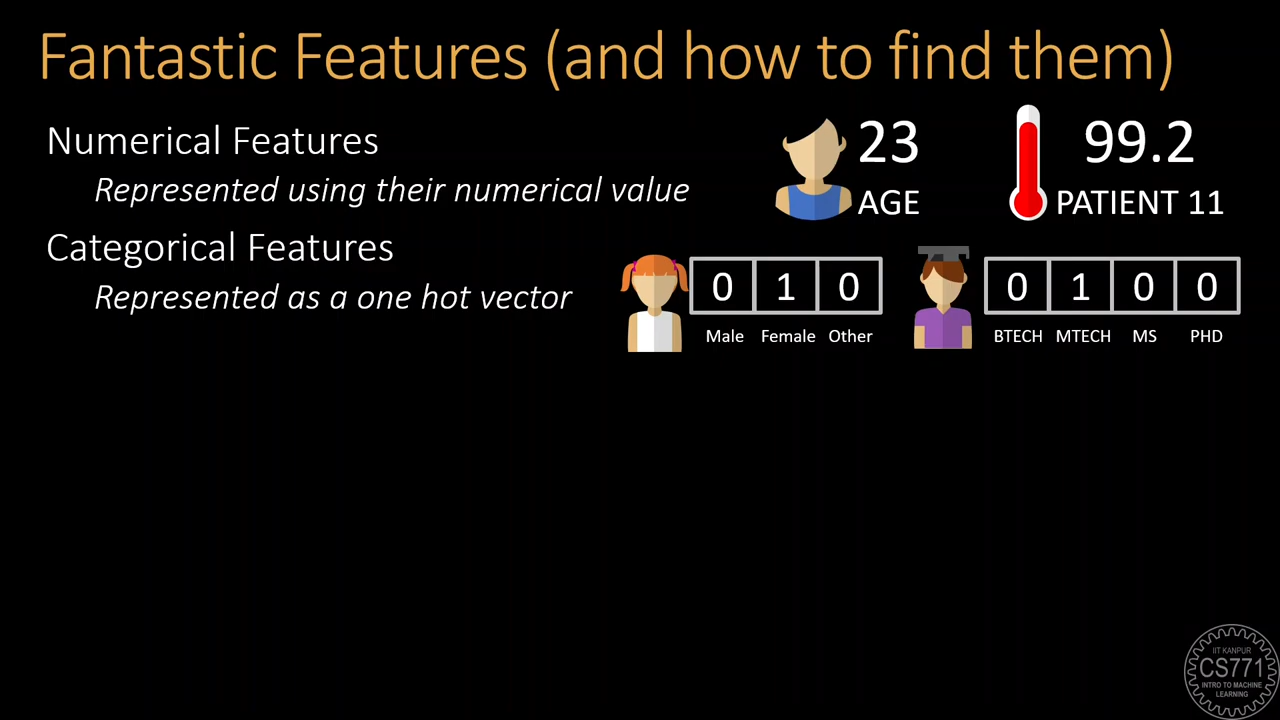 Fantastic Features (and how to find them)
Numerical Features
Represented using their numerical value
23
AGE
99.2
PATIENT 11
Categorical Features
Represented as a one hot vector
0 1 0
Male Female Other
0 1 0 0
BTECH MTECH MS PHD
IIT KANPUR
CS771
INTRO TO MACHINE
LEARNING